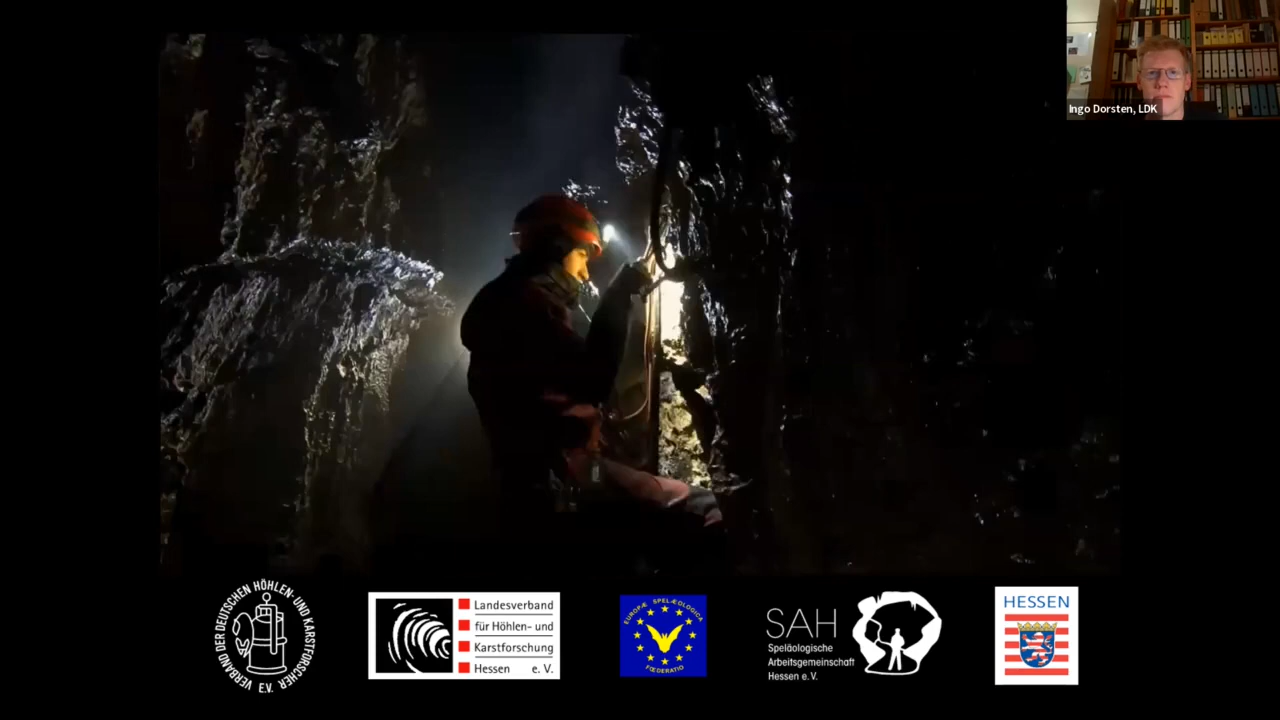 Ingo Dorsten, LDK
VERBAND DER DEUTSCHEN HÖHLEN- UND KARSTFORSCHER E.V.
Landesverband
für Höhlen- und
Karstforschung
Hessen e. V.
EUROPÆ SPELÆOLOGICA
FŒDERATIO
SAH
Speläologische
Arbeitsgemeinschaft
Hessen e. V.
HESSEN